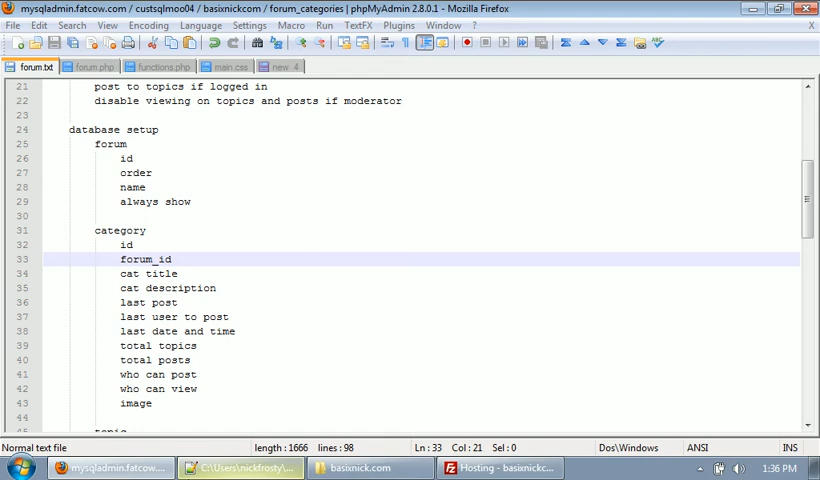 mysqladmin.fatcow.com / custsqlmoo04 / basixnickcom / forum_categories | phpMyAdmin 2.8.0.1 - Mozilla Firefox
File Edit Search View Encoding Language Settings Macro Run TextFX Plugins Window X
forum.txt forum.php functions.php main.css new 4
21 post to topics if logged in
22 disable viewing on topics and posts if moderator
23
24 database setup
25 forum
26 id
27 order
28 name
29 always show
30
31 category
32 id
33 forum_id
34 cat title
35 cat description
36 last post
37 last user to post
38 last date and time
39 total topics
40 total posts
41 who can post
42 who can view
43 image
44
45 topic
Normal text file length : 1666 lines : 98 Ln : 33 Col : 21 Sel : 0 Dos\Windows ANSI INS
mysqladmin.fatcow.com... C:\Users\nickfrosty\... basixnick.com Hosting - basixnickc... 1:36 PM